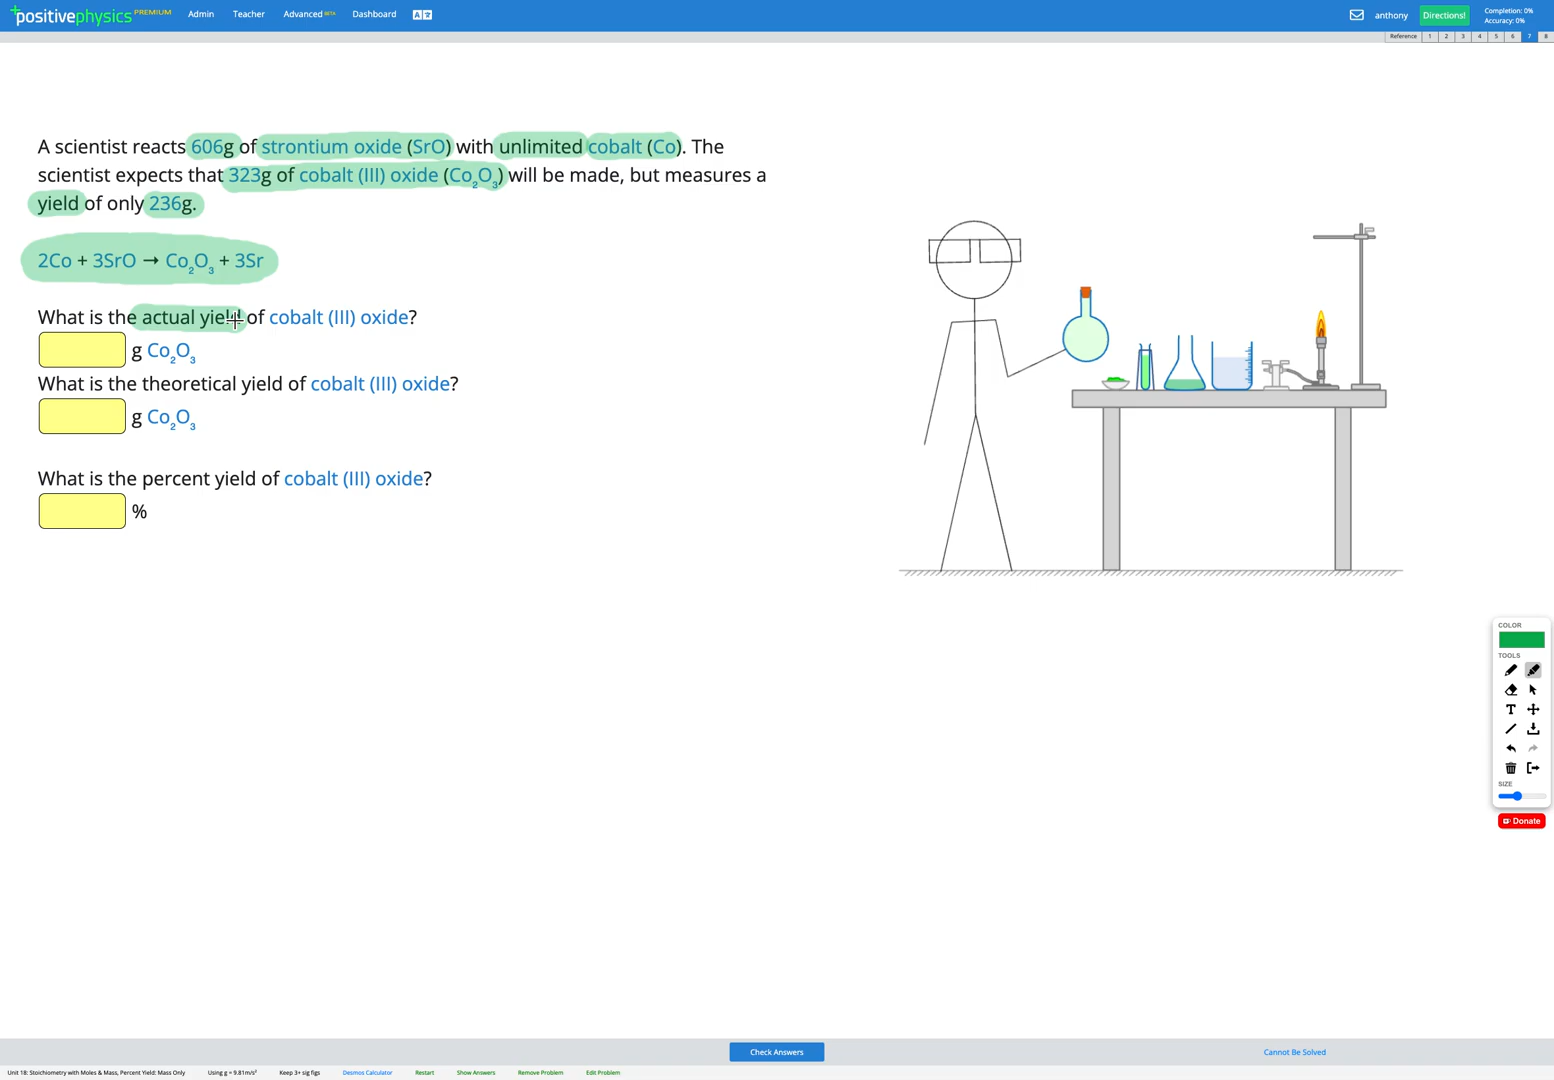 +positivephysics PREMIUM Admin Teacher Advanced BETA Dashboard A anthony Directions! Completion: 0%
Accuracy: 0%
Reference 1 2 3 4 5 6 7 8
A scientist reacts 606g of strontium oxide (SrO) with unlimited cobalt (Co). The
scientist expects that 323g of cobalt (III) oxide (Co₂O₃) will be made, but measures a
yield of only 236g.
2Co + 3SrO → Co₂O₃ + 3Sr
What is the actual yield of cobalt (III) oxide?
g Co₂O₃
What is the theoretical yield of cobalt (III) oxide?
g Co₂O₃
What is the percent yield of cobalt (III) oxide?
%
COLOR
TOOLS
T
SIZE
Donate
Check Answers Cannot Be Solved
Unit 18: Stoichiometry with Moles & Mass, Percent Yield: Mass Only Using g = 9.81m/s² Keep 3+ sig figs Desmos Calculator Restart Show Answers Remove Problem Edit Problem